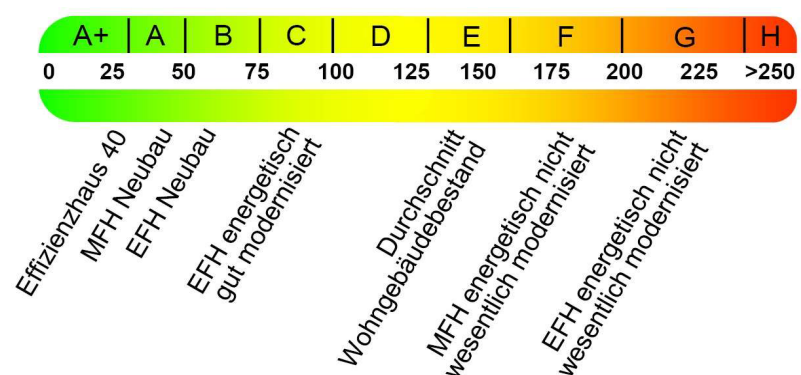 A+ A B C D E F G H
0 25 50 75 100 125 150 175 200 225 >250
Effizienzhaus 40
MFH Neubau
EFH Neubau
EFH energetisch
gut modernisiert
Durchschnitt
Wohngebäudebestand
MFH energetisch nicht
wesentlich modernisiert
EFH energetisch nicht
wesentlich modernisiert